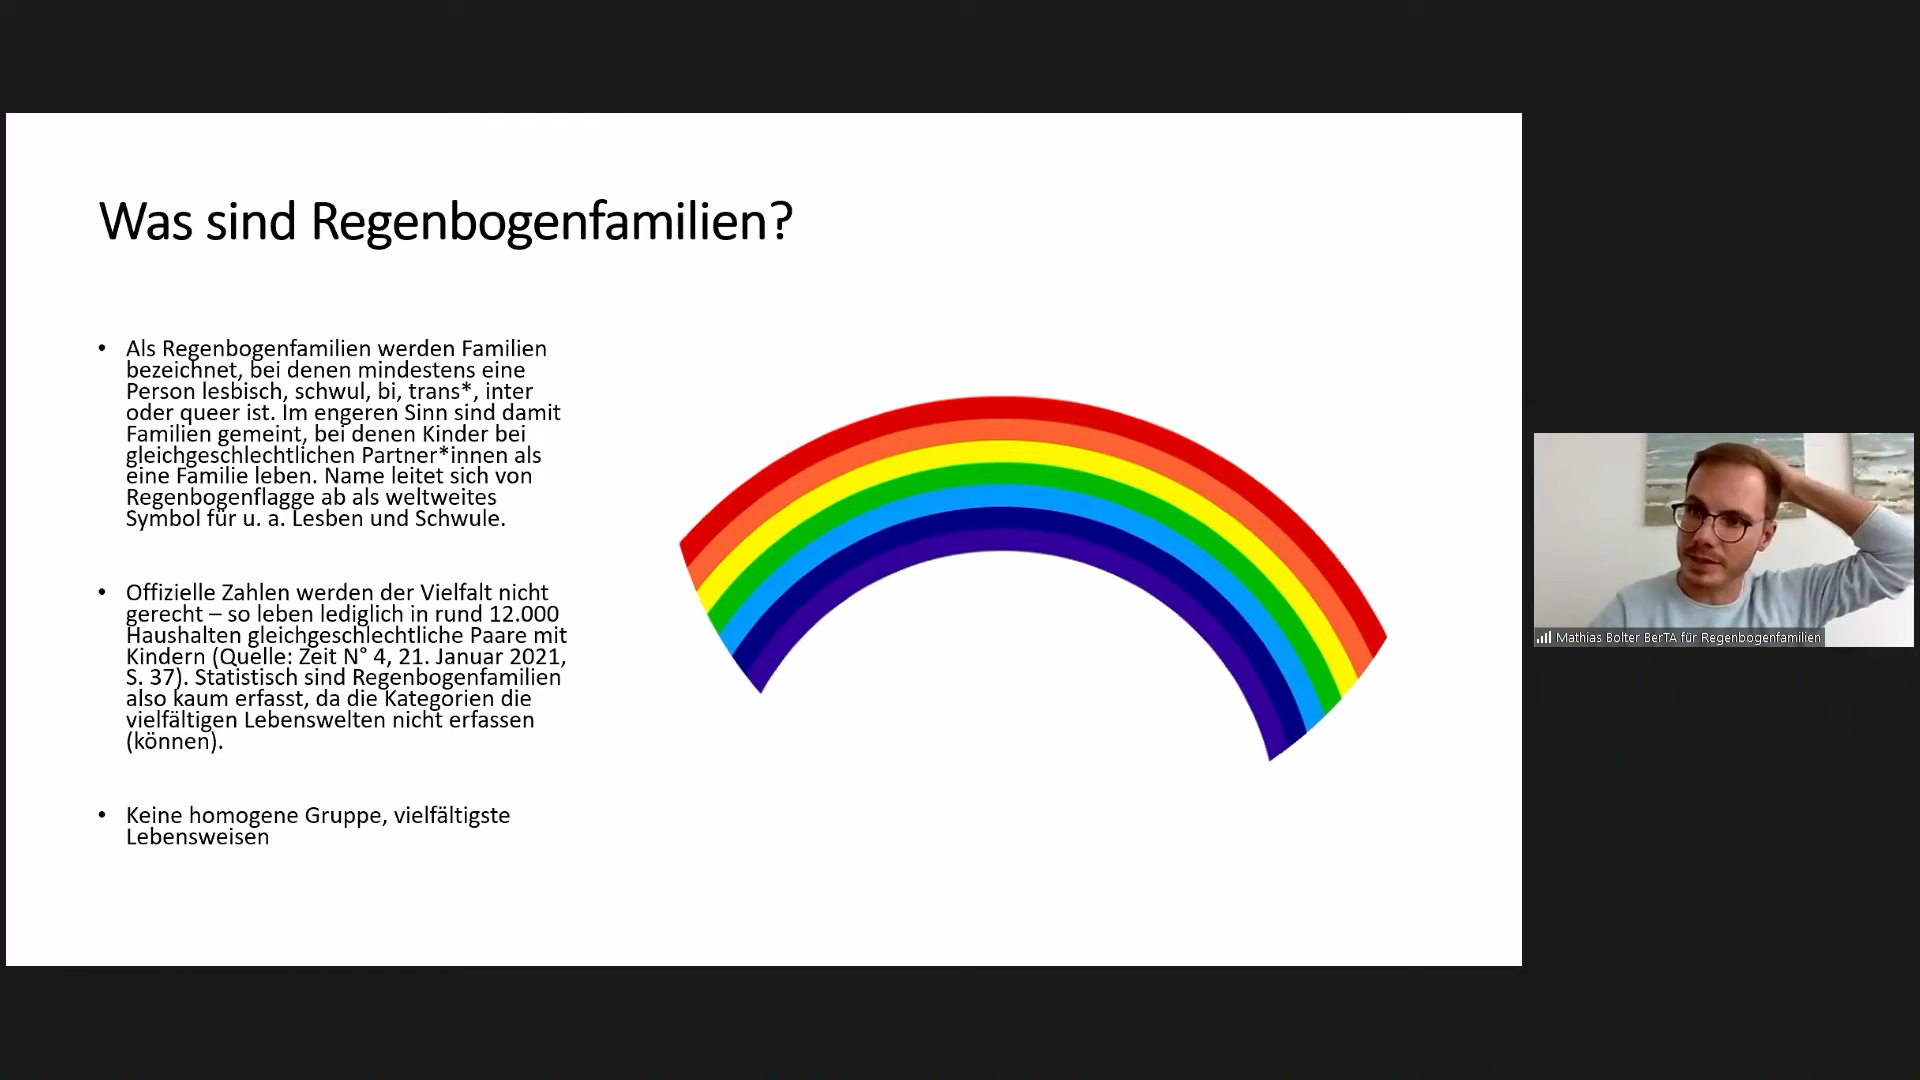 Was sind Regenbogenfamilien?
• Als Regenbogenfamilien werden Familien
bezeichnet, bei denen mindestens eine
Person lesbisch, schwul, bi, trans*, inter
oder queer ist. Im engeren Sinn sind damit
Familien gemeint, bei denen Kinder bei
gleichgeschlechtlichen Partner*innen als
eine Familie leben. Name leitet sich von
Regenbogenflagge ab als weltweites
Symbol für u. a. Lesben und Schwule.
• Offizielle Zahlen werden der Vielfalt nicht
gerecht – so leben lediglich in rund 12.000
Haushalten gleichgeschlechtliche Paare mit
Kindern (Quelle: Zeit N° 4, 21. Januar 2021,
S. 37). Statistisch sind Regenbogenfamilien
also kaum erfasst, da die Kategorien die
vielfältigen Lebenswelten nicht erfassen
(können).
• Keine homogene Gruppe, vielfältigste
Lebensweisen
Mathias Bolter BerTA für Regenbogenfamilien